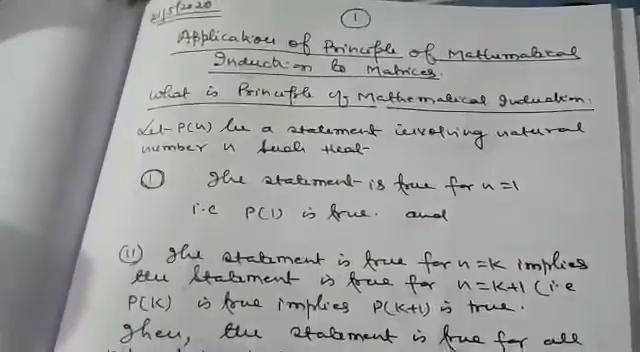 21/5/2020
1
Application of Principle of Mathematical
Induction to Matrices.
What is Principle of Mathematical Induction.
Let P(n) be a statement involving natural
number n such that
(I) The statement is true for n=1
i.e P(1) is true. and
(II) The statement is true for n=k implies
the statement is true for n=k+1 (i.e
P(k) is true implies P(k+1) is true.
Then, the statement is true for all